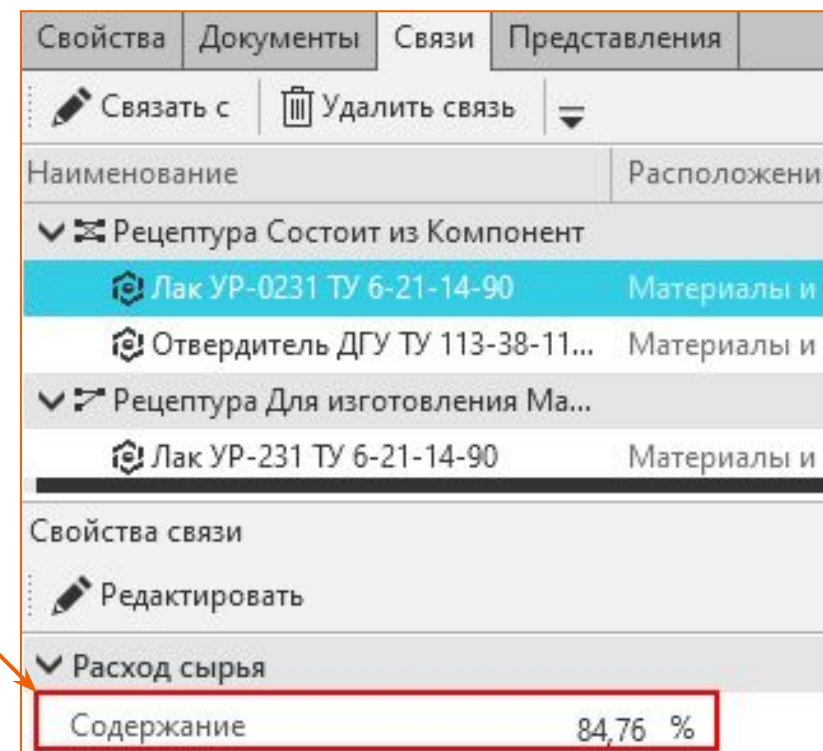 Свойства Документы Связи Представления
Связать с Удалить связь
Наименование Расположени
Рецептура Состоит из Компонент
Лак УР-0231 ТУ 6-21-14-90 Материалы и
Отвердитель ДГУ ТУ 113-38-11... Материалы и
Рецептура Для изготовления Ма...
Лак УР-231 ТУ 6-21-14-90 Материалы и
Свойства связи
Редактировать
Расход сырья
Содержание 84,76 %